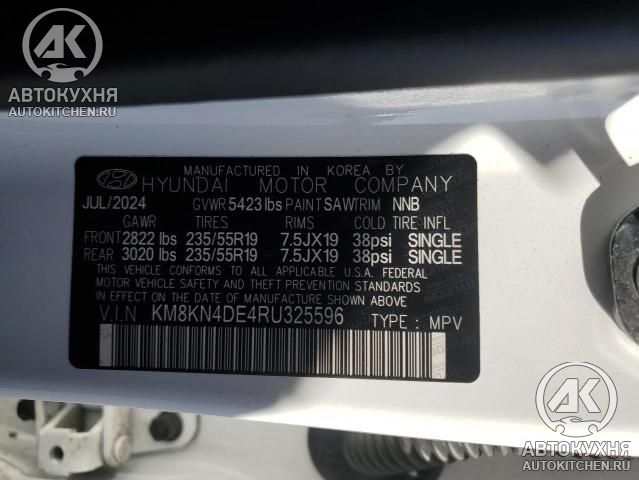 AK
АВТОКУХНЯ
AUTOKITCHEN.RU
MANUFACTURED IN KOREA BY
HYUNDAI MOTOR COMPANY
JUL/2024 GVWR 5423 lbs PAINT SAW TRIM NNB
GAWR TIRES RIMS COLD TIRE INFL
FRONT 2822 lbs 235/55R19 7.5JX19 38psi SINGLE
REAR 3020 lbs 235/55R19 7.5JX19 38psi SINGLE
THIS VEHICLE CONFORMS TO ALL APPLICABLE U.S.A. FEDERAL
MOTOR VEHICLE SAFETY AND THEFT PREVENTION STANDARDS
IN EFFECT ON THE DATE OF MANUFACTURE SHOWN ABOVE.
V.I.N KM8KN4DE4RU325596 TYPE : MPV
AK
АВТОКУХНЯ
AUTOKITCHEN.RU